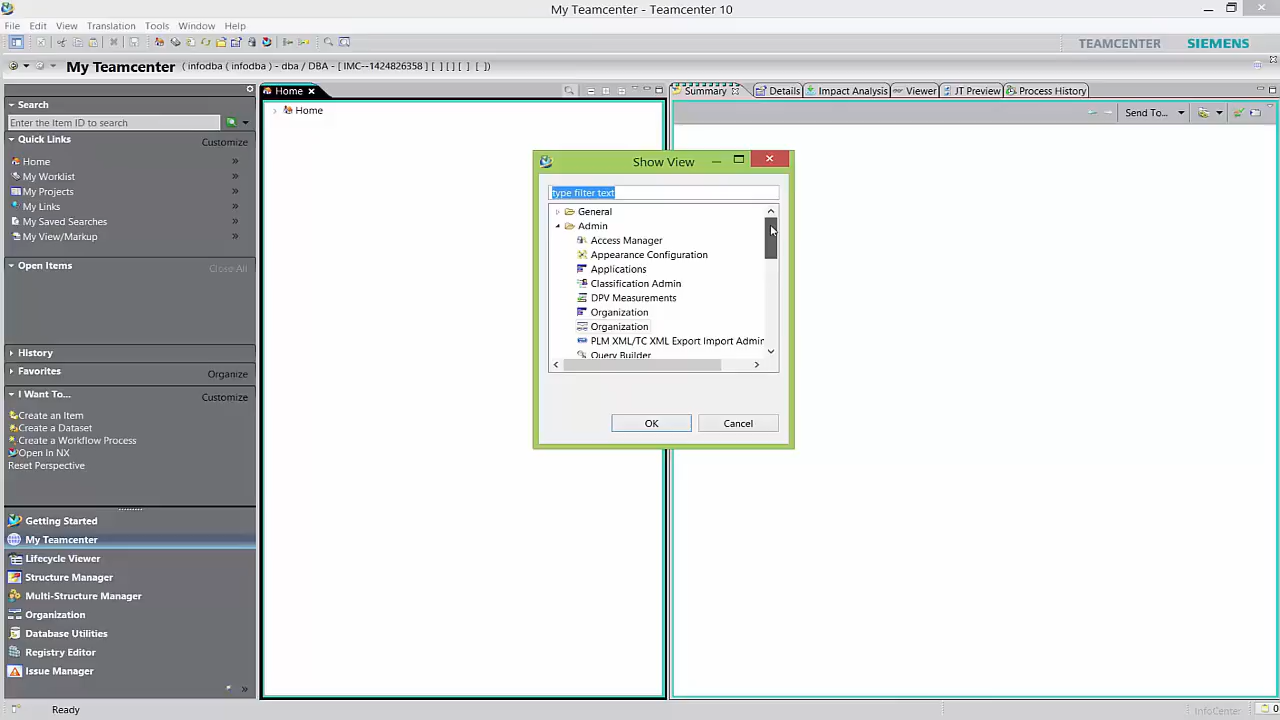 My Teamcenter - Teamcenter 10
File Edit View Translation Tools Window Help
TEAMCENTER SIEMENS
My Teamcenter ( infodba ( infodba ) - dba / DBA - [ IMC--1424826358 ] [ ] [ ] [ ] [ ])
Search
Enter the Item ID to search
Quick Links Customize
Home »
My Worklist »
My Projects »
My Links »
My Saved Searches »
My View/Markup »
Open Items Close All
History
Favorites Organize
I Want To... Customize
Create an Item
Create a Dataset
Create a Workflow Process
Open In NX
Reset Perspective
Getting Started
My Teamcenter
Lifecycle Viewer
Structure Manager
Multi-Structure Manager
Organization
Database Utilities
Registry Editor
Issue Manager
»
Home
Home
Summary Details Impact Analysis Viewer JT Preview Process History
Send To...
Show View
type filter text
General
Admin
Access Manager
Appearance Configuration
Applications
Classification Admin
DPV Measurements
Organization
Organization
PLM XML/TC XML Export Import Admin
Query Builder
OK Cancel
Ready
InfoCenter 0